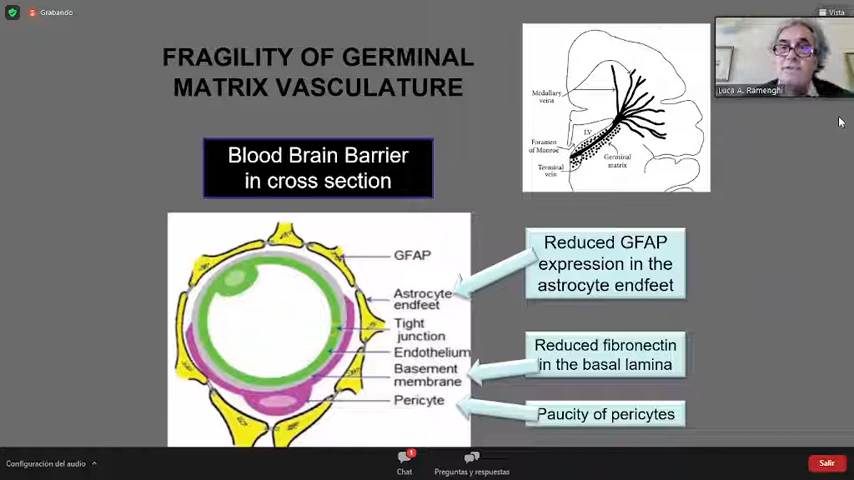 Grabando
Vista
FRAGILITY OF GERMINAL
MATRIX VASCULATURE
Medullary
veins
LV
Foramen
of Monroe
Germinal
matrix
Terminal
vein
Luca A. Ramenghi
Blood Brain Barrier
in cross section
GFAP
Astrocyte
endfeet
Tight
junction
Endothelium
Basement
membrane
Pericyte
Reduced GFAP
expression in the
astrocyte endfeet
Reduced fibronectin
in the basal lamina
Paucity of pericytes
Configuración del audio
1
Chat
Preguntas y respuestas
Salir